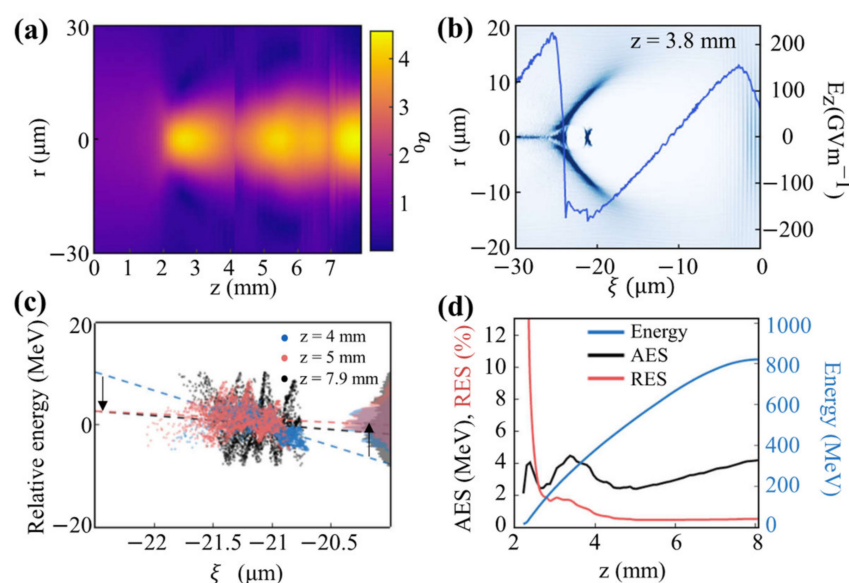 (a)
30
0
−30
r (μm)
0 1 2 3 4 5 6 7
z (mm)
4
3
2
1
a₀
(b)
z = 3.8 mm
20
10
0
−10
−20
r (μm)
−30 −20 −10 0
ξ (μm)
200
100
0
−100
−200
E_Z(GVm⁻¹)
(c)
20
0
−20
Relative energy (MeV)
z = 4 mm
z = 5 mm
z = 7.9 mm
−22 −21.5 −21 −20.5
ξ (μm)
(d)
12
10
8
6
4
2
0
AES (MeV), RES (%)
Energy
AES
RES
1000
800
600
400
200
0
Energy (MeV)
2 4 6 8
z (mm)